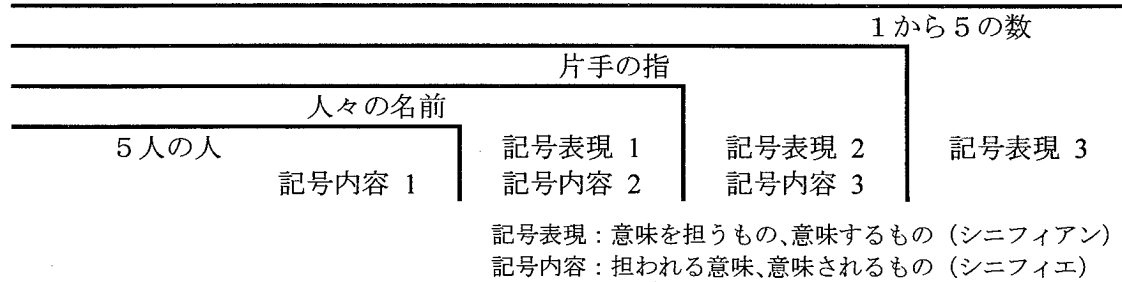 1から5の数
片手の指
人々の名前
5人の人 記号表現 1 記号表現 2 記号表現 3
記号内容 1 記号内容 2 記号内容 3
記号表現：意味を担うもの、意味するもの（シニフィアン）
記号内容：担われる意味、意味されるもの（シニフィエ）